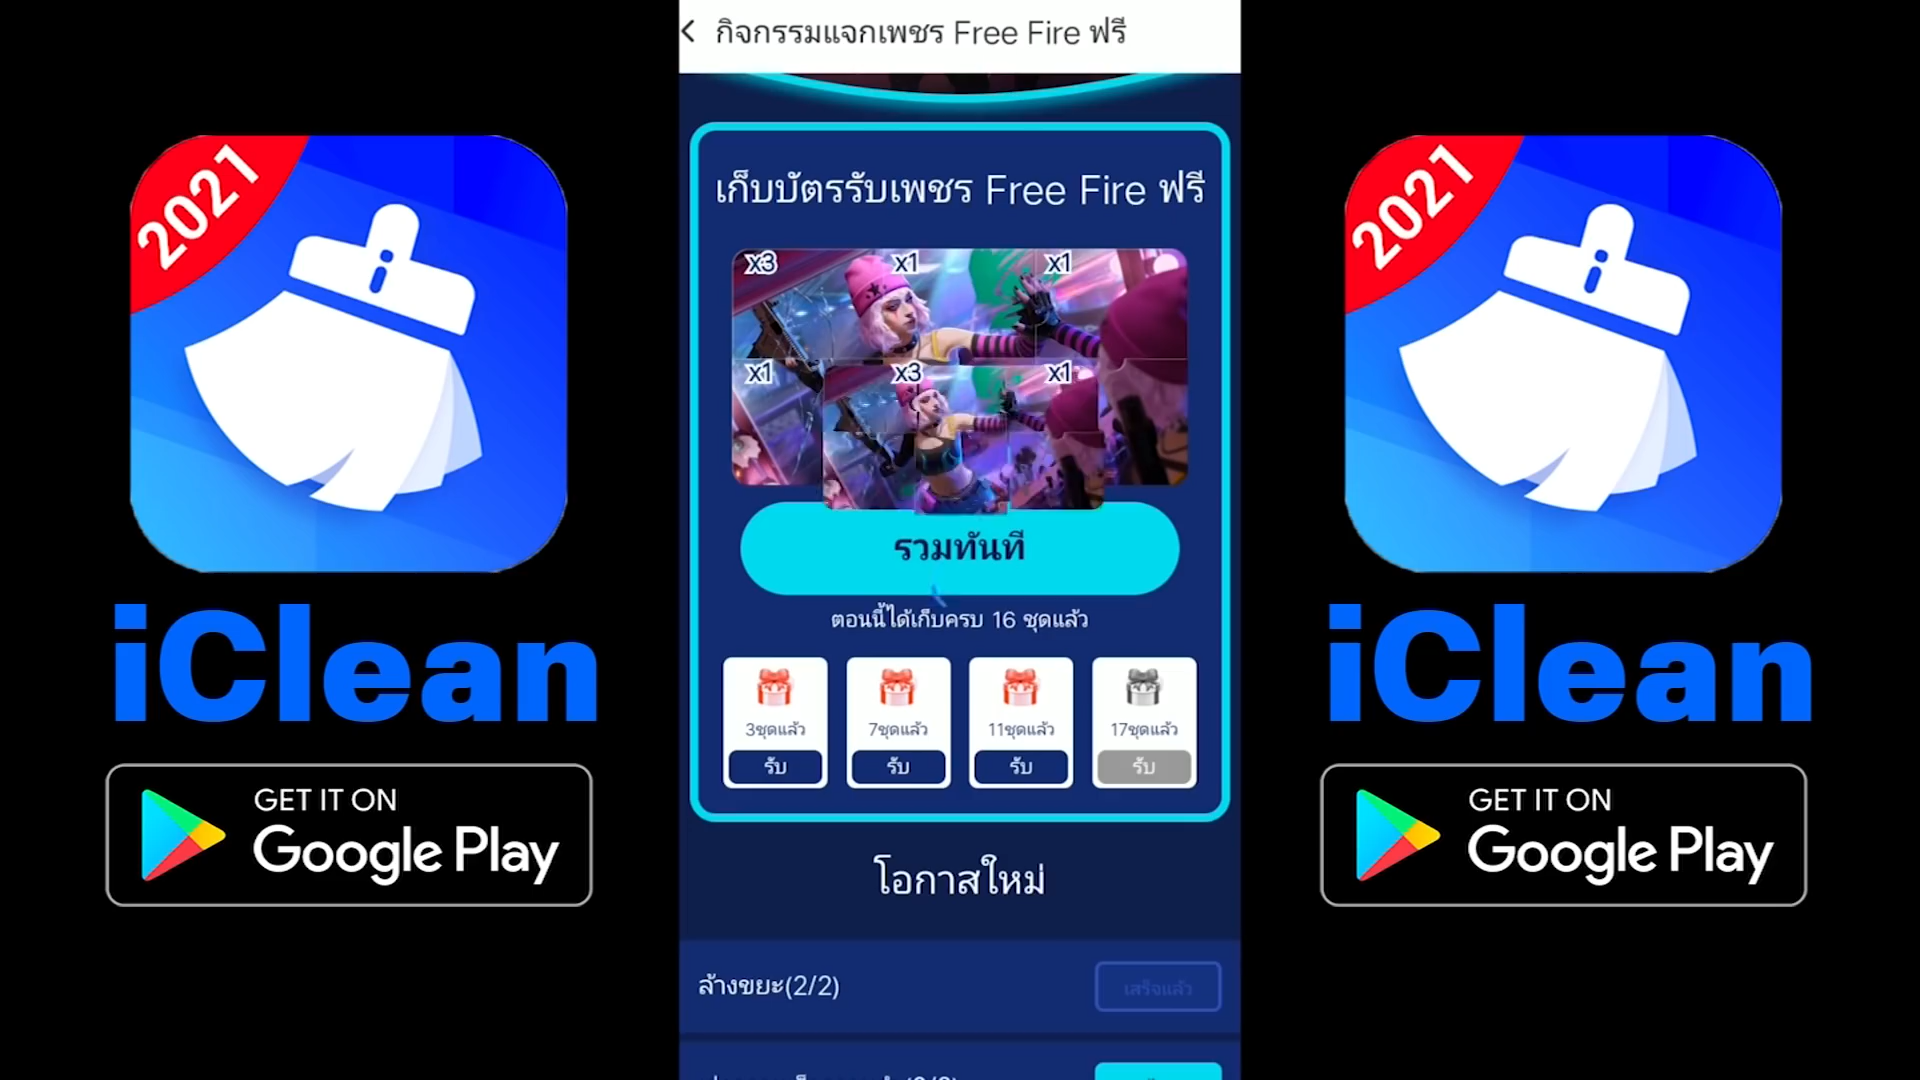 กิจกรรมแจกเพชร Free Fire ฟรี
2021
i
iClean
GET IT ON
Google Play
เก็บบัตรรับเพชร Free Fire ฟรี
x3 x1 x1
x1 x3 x1
รวมทันที
ตอนนี้ได้เก็บครบ 16 ชุดแล้ว
3ชุดแล้ว 7ชุดแล้ว 11ชุดแล้ว 17ชุดแล้ว
รับ รับ รับ รับ
โอกาสใหม่
ล้างขยะ(2/2) เสร็จแล้ว
2021
i
iClean
GET IT ON
Google Play